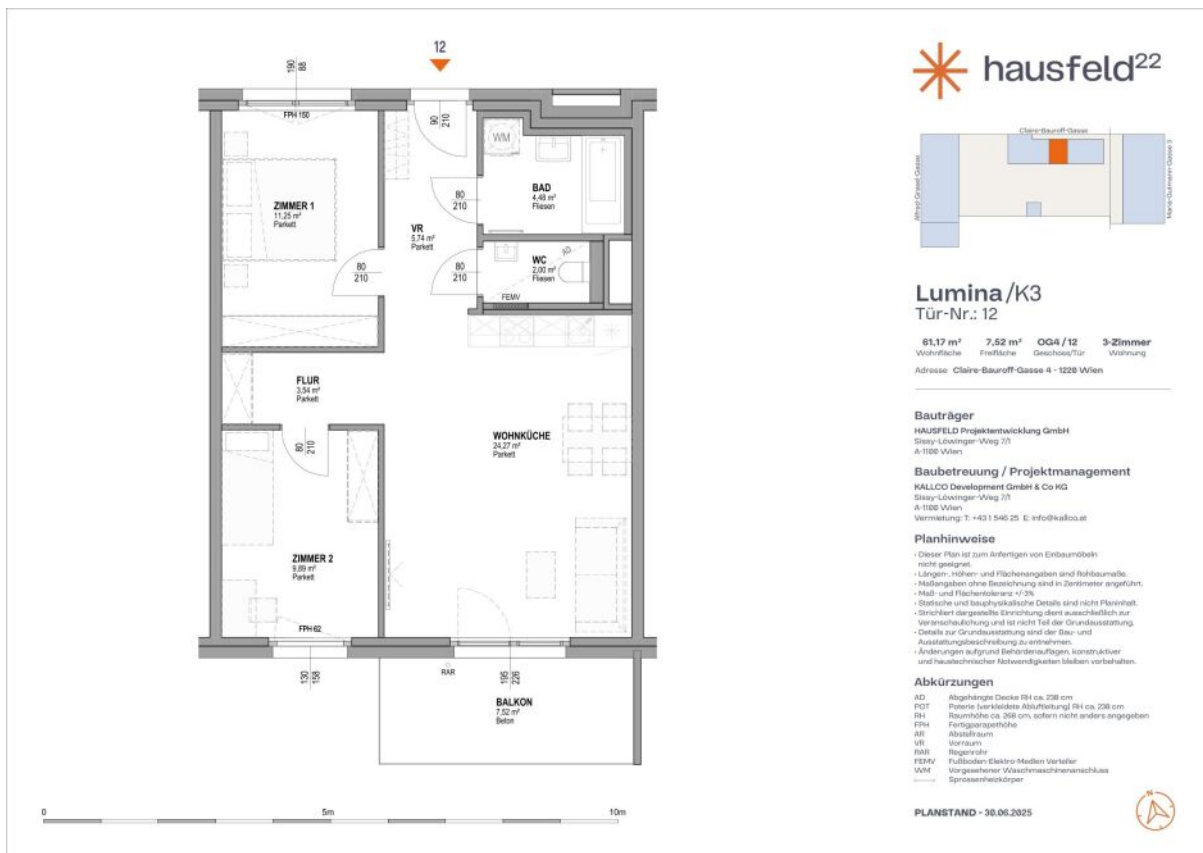 12
190
88
FPH 150
90
210
WM
80
210
BAD
4,48 m²
Fliesen
ZIMMER 1
11,25 m²
Parkett
VR
5,74 m²
Parkett
80
210
80
210
WC
2,00 m²
Fliesen
AD
FEMV
FLUR
3,54 m²
Parkett
80
210
WOHNKÜCHE
24,27 m²
Parkett
ZIMMER 2
9,89 m²
Parkett
FPH 62
130
158
RAR
195
226
BALKON
7,52 m²
Beton
0 5m 10m
hausfeld22
Claire-Bauroff-Gasse
Alfred-Grassl-Gasse
Maria-Gutmann-Gasse 3
Lumina/K3
Tür-Nr.: 12
61,17 m² 7,52 m² OG4 / 12 3-Zimmer
Wohnfläche Freifläche Geschoss/Tür Wohnung
Adresse Claire-Bauroff-Gasse 4 - 1220 Wien
Bauträger
HAUSFELD Projektentwicklung GmbH
Sissy-Löwinger-Weg 7/1
A-1100 Wien
Baubetreuung / Projektmanagement
KALLCO Development GmbH & Co KG
Sissy-Löwinger-Weg 7/1
A-1100 Wien
Vermietung: T: +43 1 546 25 E: info@kallco.at
Planhinweise
• Dieser Plan ist zum Anfertigen von Einbaumöbeln
nicht geeignet.
• Längen-, Höhen- und Flächenangaben sind Rohbaumaße.
• Maßangaben ohne Bezeichnung sind in Zentimeter angeführt.
• Maß- und Flächentoleranz +/-3%
• Statische und bauphysikalische Details sind nicht Planinhalt.
• Strichliert dargestellte Einrichtung dient ausschließlich zur
Veranschaulichung und ist nicht Teil der Grundausstattung.
• Details zur Grundausstattung sind der Bau- und
Ausstattungsbeschreibung zu entnehmen.
• Änderungen aufgrund Behördenauflagen, konstruktiver
und haustechnischer Notwendigkeiten bleiben vorbehalten.
Abkürzungen
AD Abgehängte Decke RH ca. 238 cm
POT Poterie (verkleidete Abluftleitung) RH ca. 238 cm
RH Raumhöhe ca. 268 cm, sofern nicht anders angegeben
FPH Fertigparapethöhe
AR Abstellraum
VR Vorraum
RAR Regenrohr
FEMV Fußboden-Elektro-Medien Verteiler
WM Vorgesehener Waschmaschinenanschluss
Sprossenheizkörper
PLANSTAND - 30.06.2025
N